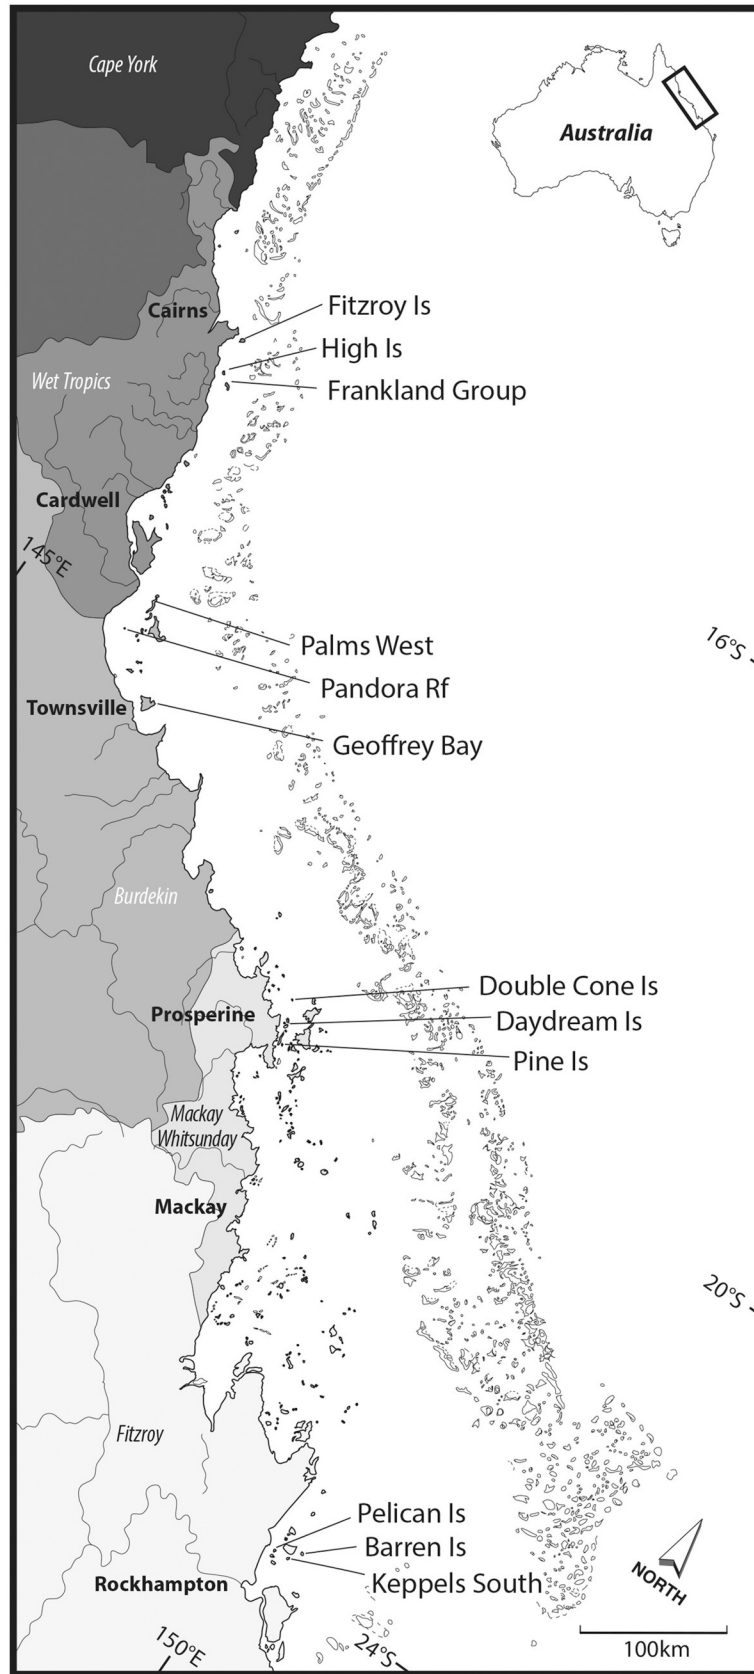 Cape York
Australia
Cairns
Fitzroy Is
High Is
Wet Tropics
Frankland Group
Cardwell
145°E
Palms West
16°S
Pandora Rf
Townsville
Geoffrey Bay
Burdekin
Double Cone Is
Prosperine
Daydream Is
Pine Is
Mackay
Whitsunday
Mackay
20°S
Fitzroy
Pelican Is
Barren Is
Rockhampton
Keppels South
NORTH
150°E
24°S
100km